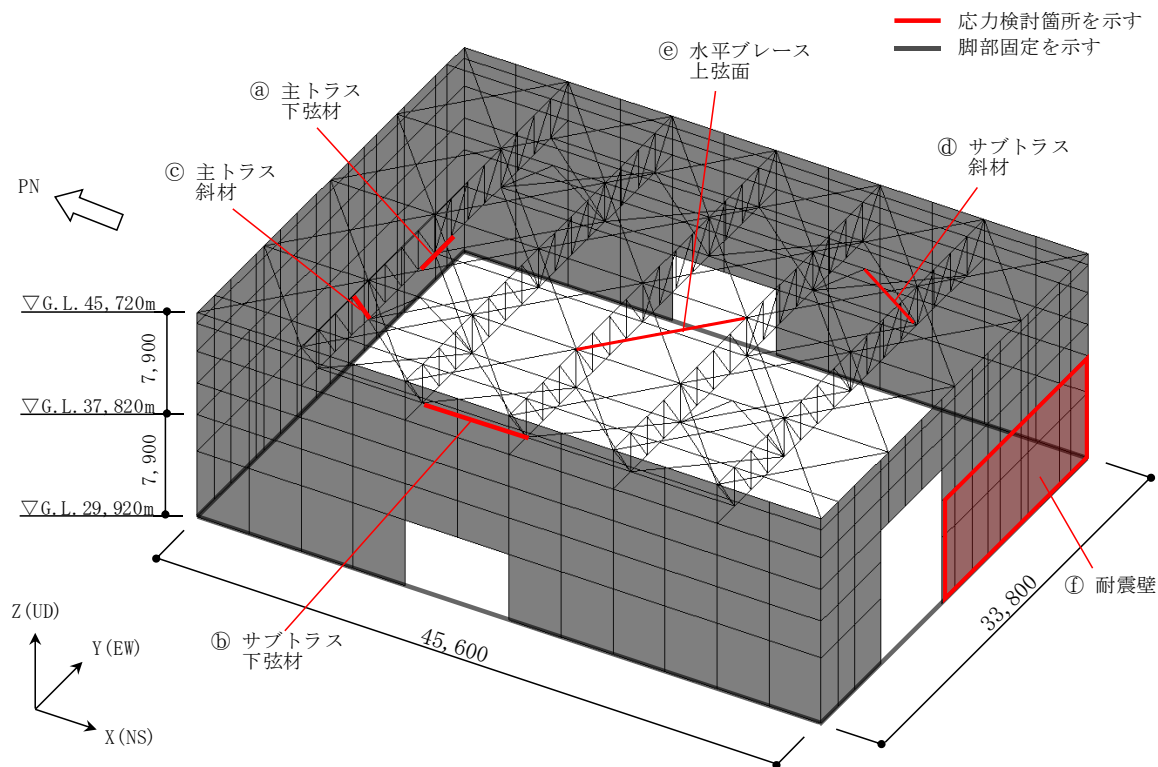 応力検討箇所を示す
脚部固定を示す
ⓔ 水平ブレース
上弦面
ⓐ 主トラス
下弦材
ⓓ サブトラス
斜材
ⓒ 主トラス
斜材
PN
▽G.L.45,720m
7,900
▽G.L.37,820m
7,900
▽G.L.29,920m
ⓕ 耐震壁
33,800
45,600
ⓑ サブトラス
下弦材
Z(UD)
Y(EW)
X(NS)